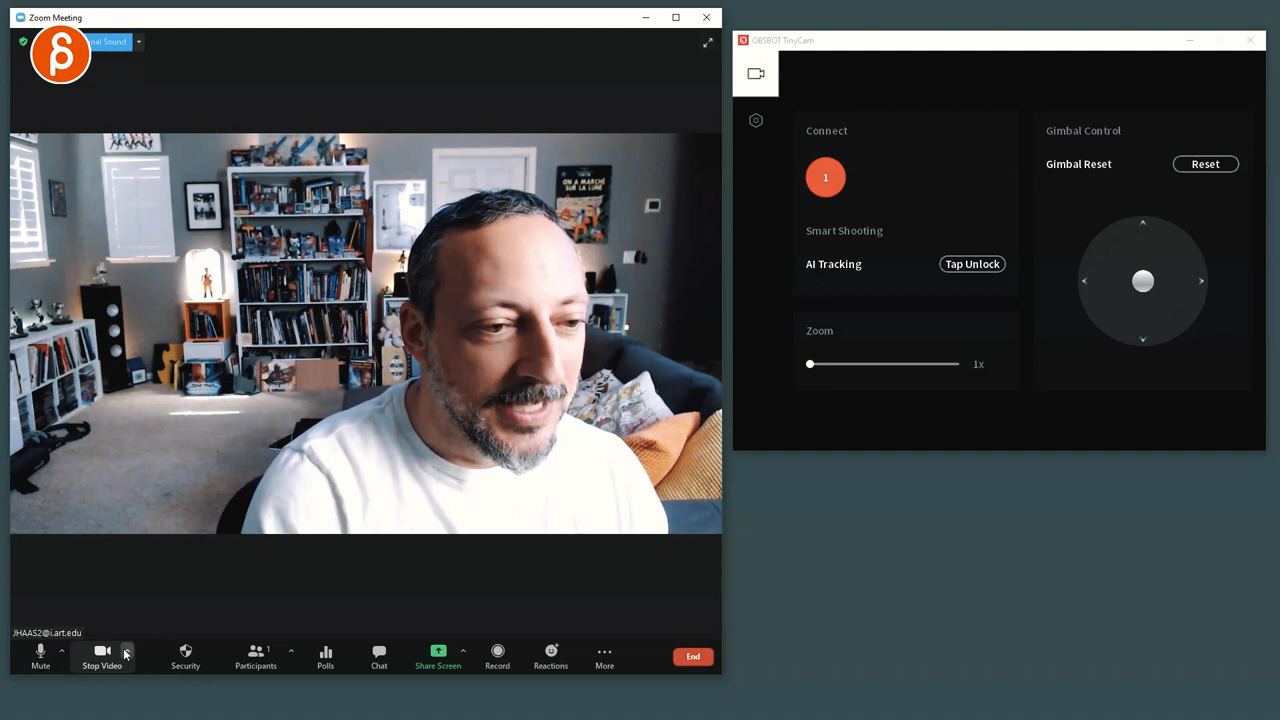 Zoom Meeting
nal Sound
ON A MARCHÉ
SUR LA LUNE
JHAAS2@i.art.edu
Mute
Stop Video
Security
1
Participants
Polls
Chat
Share Screen
Record
Reactions
More
End
OBSBOT TinyCam
Connect
1
Smart Shooting
AI Tracking
Tap Unlock
Zoom
1x
Gimbal Control
Gimbal Reset
Reset